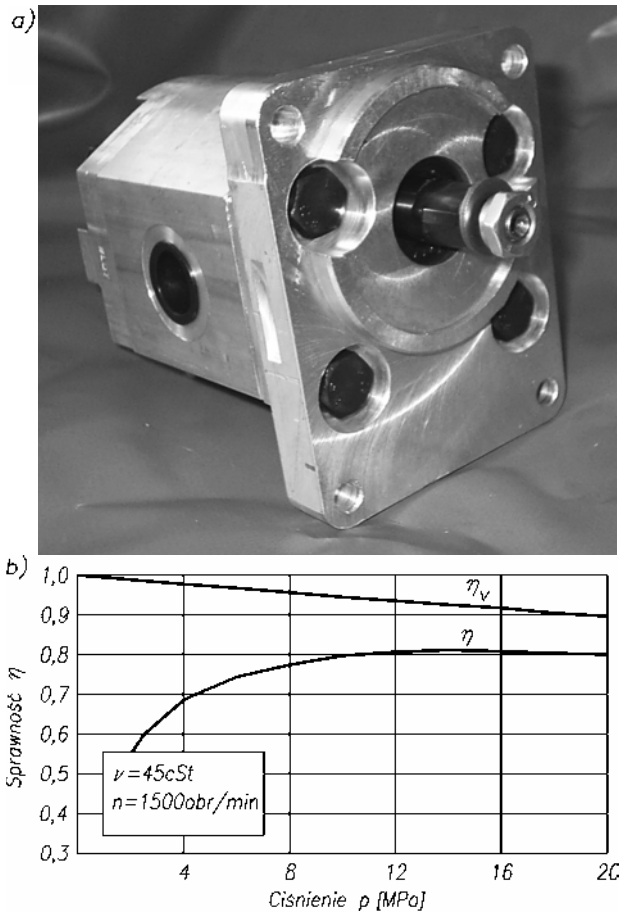 a)
b)
1,0
0,9
0,8
0,7
0,6
0,5
0,4
0,3
Sprawność η
ηv
η
ν=45cSt
n=1500obr/min
4
8
12
16
20
Ciśnienie p [MPa]